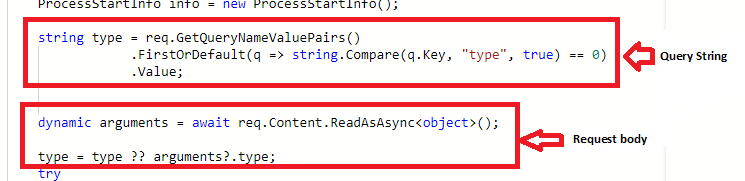 ProcessStartInfo info = new ProcessStartInfo();
string type = req.GetQueryNameValuePairs()
.FirstOrDefault(q => string.Compare(q.Key, "type", true) == 0)
.Value;
Query String
dynamic arguments = await req.Content.ReadAsAsync<object>();
type = type ?? arguments?.type;
Request body
try